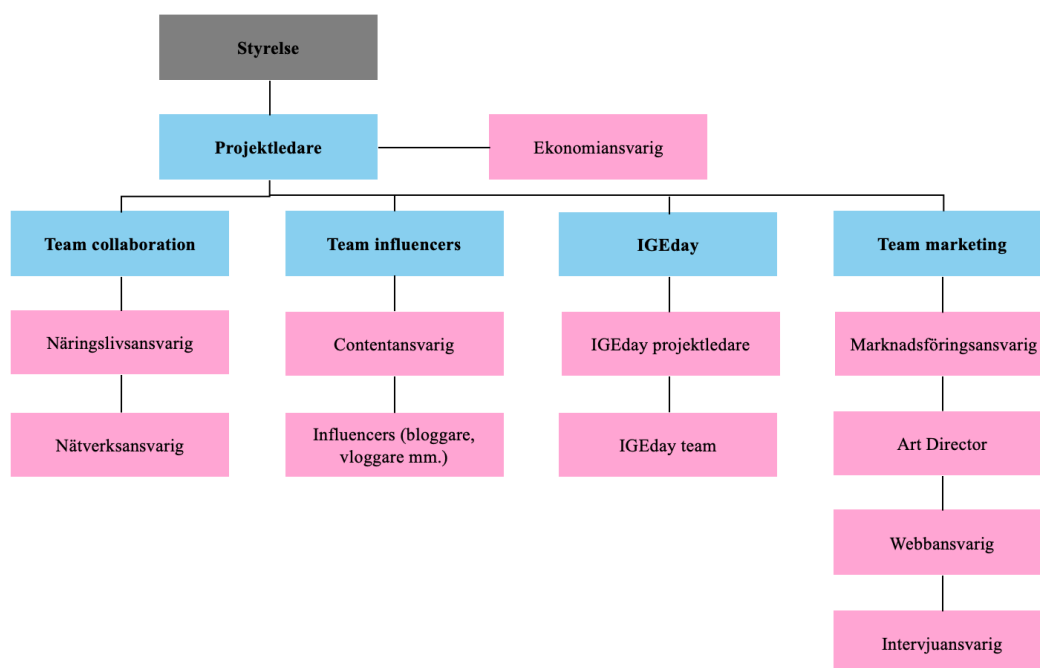 Styrelse
Projektledare
Ekonomiansvarig
Team collaboration
Team influencers
IGEday
Team marketing
Näringslivsansvarig
Contentansvarig
IGEday projektledare
Marknadsföringsansvarig
Nätverksansvarig
Influencers (bloggare,
vloggare mm.)
IGEday team
Art Director
Webbansvarig
Intervjuansvarig